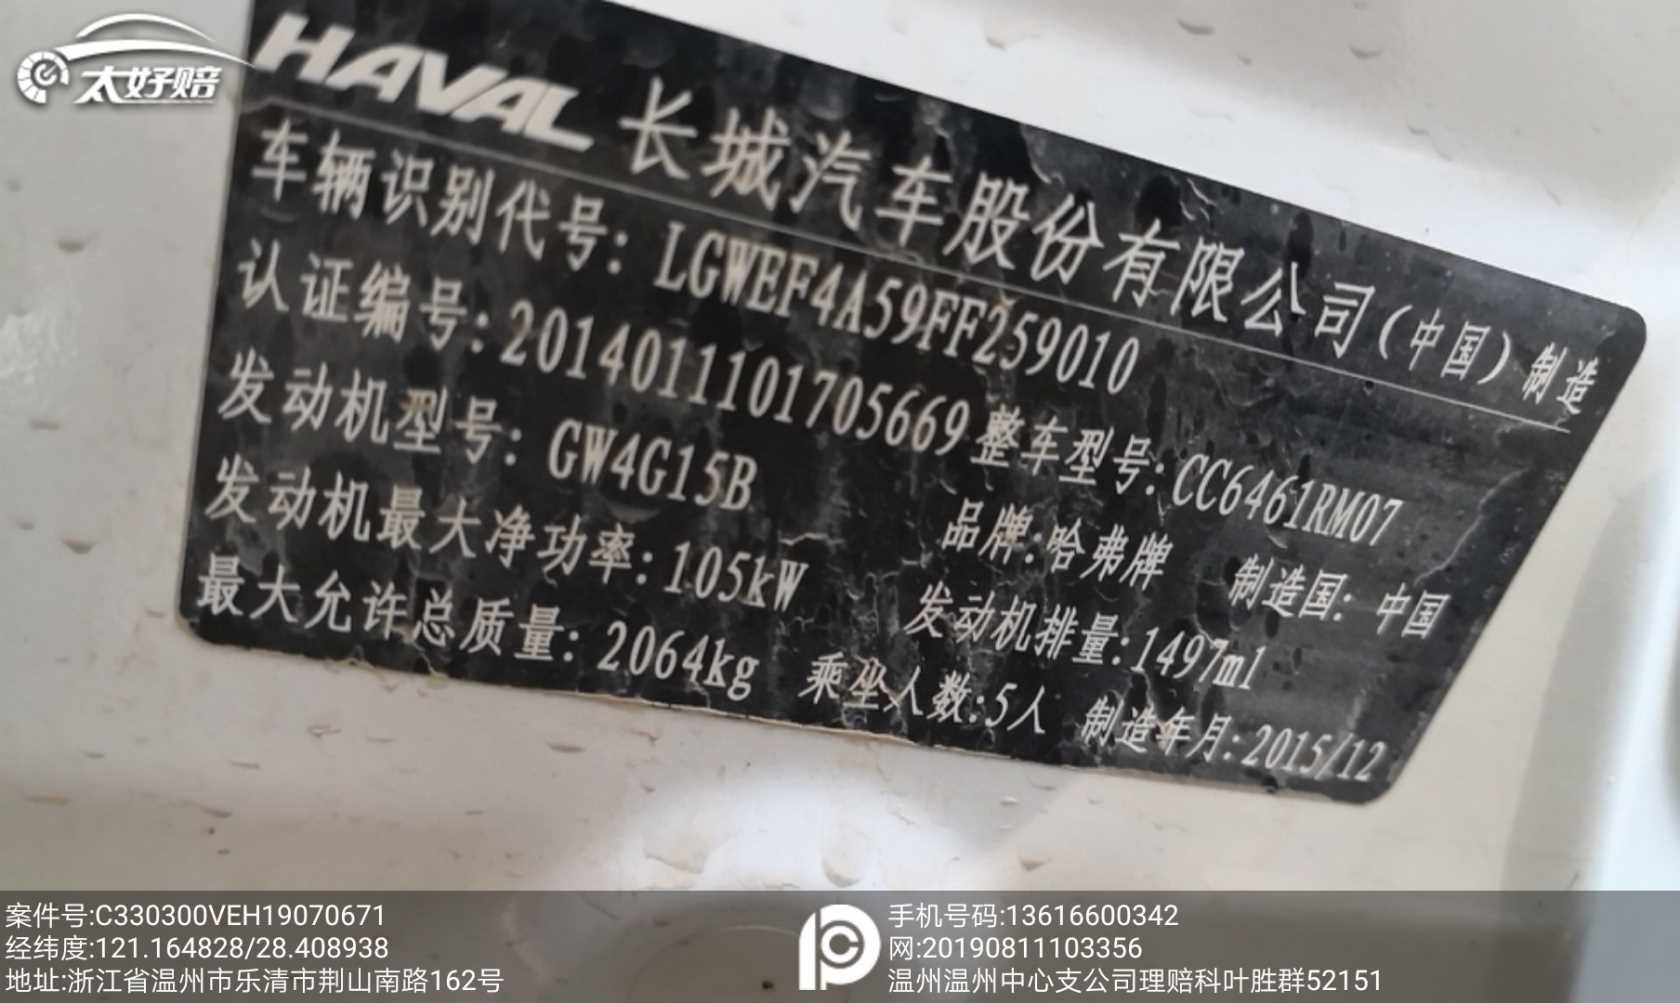 太好赔
HAVAL 长城汽车股份有限公司(中国)制造
车辆识别代号: LGWEF4A59FF259010
认证编号: 2014011101705669 整车型号: CC6461RM07
发动机型号: GW4G15B 品牌:哈弗牌 制造国: 中国
发动机最大净功率: 105kW 发动机排量:1497ml
最大允许总质量: 2064kg 乘坐人数:5人 制造年月:2015/12
案件号:C330300VEH19070671
经纬度:121.164828/28.408938
地址:浙江省温州市乐清市荆山南路162号
手机号码:13616600342
网:20190811103356
温州温州中心支公司理赔科叶胜群52151